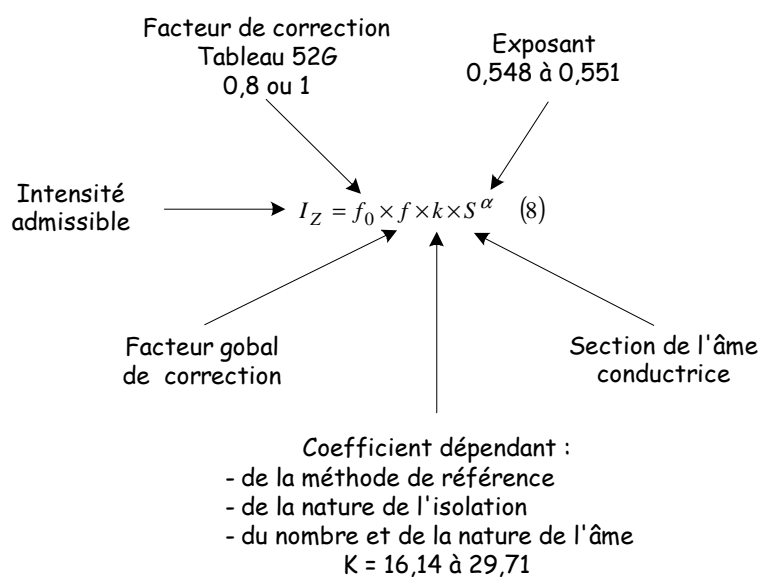 Facteur de correction
Tableau 52G
0,8 ou 1
Exposant
0,548 à 0,551
Intensité
admissible
I_Z = f_0 × f × k × S^α (8)
Facteur gobal
de correction
Section de l'âme
conductrice
Coefficient dépendant :
- de la méthode de référence
- de la nature de l'isolation
- du nombre et de la nature de l'âme
K = 16,14 à 29,71